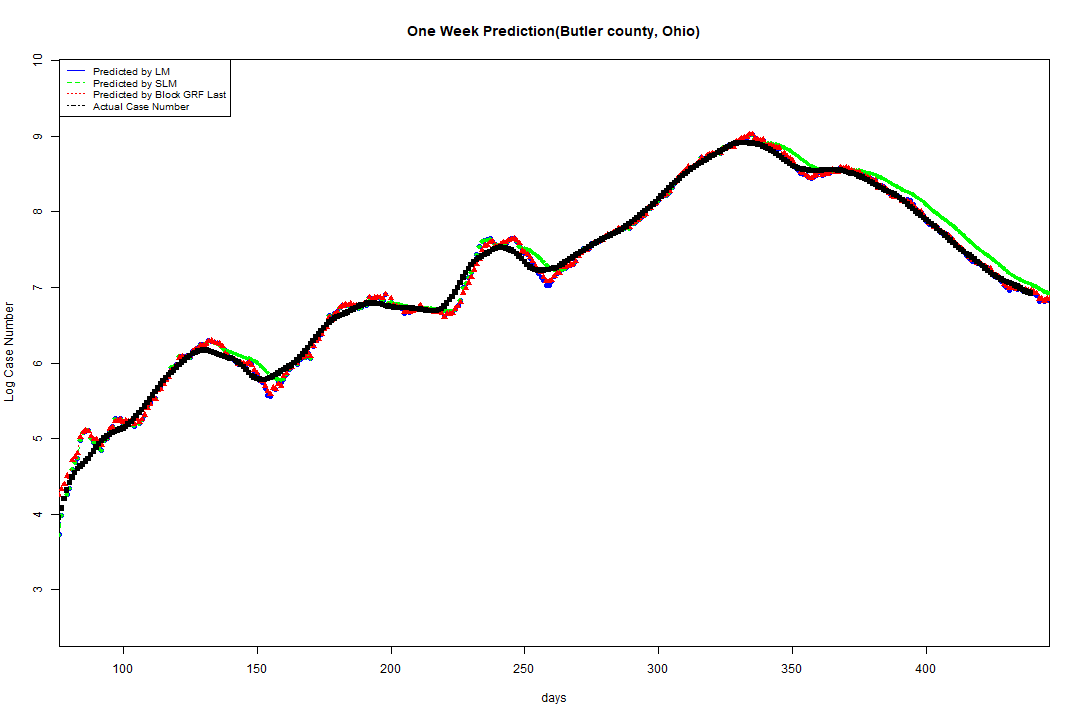 One Week Prediction(Butler county, Ohio)
Predicted by LM
Predicted by SLM
Predicted by Block GRF Last
Actual Case Number
10
9
8
7
6
5
4
3
Log Case Number
100 150 200 250 300 350 400
days